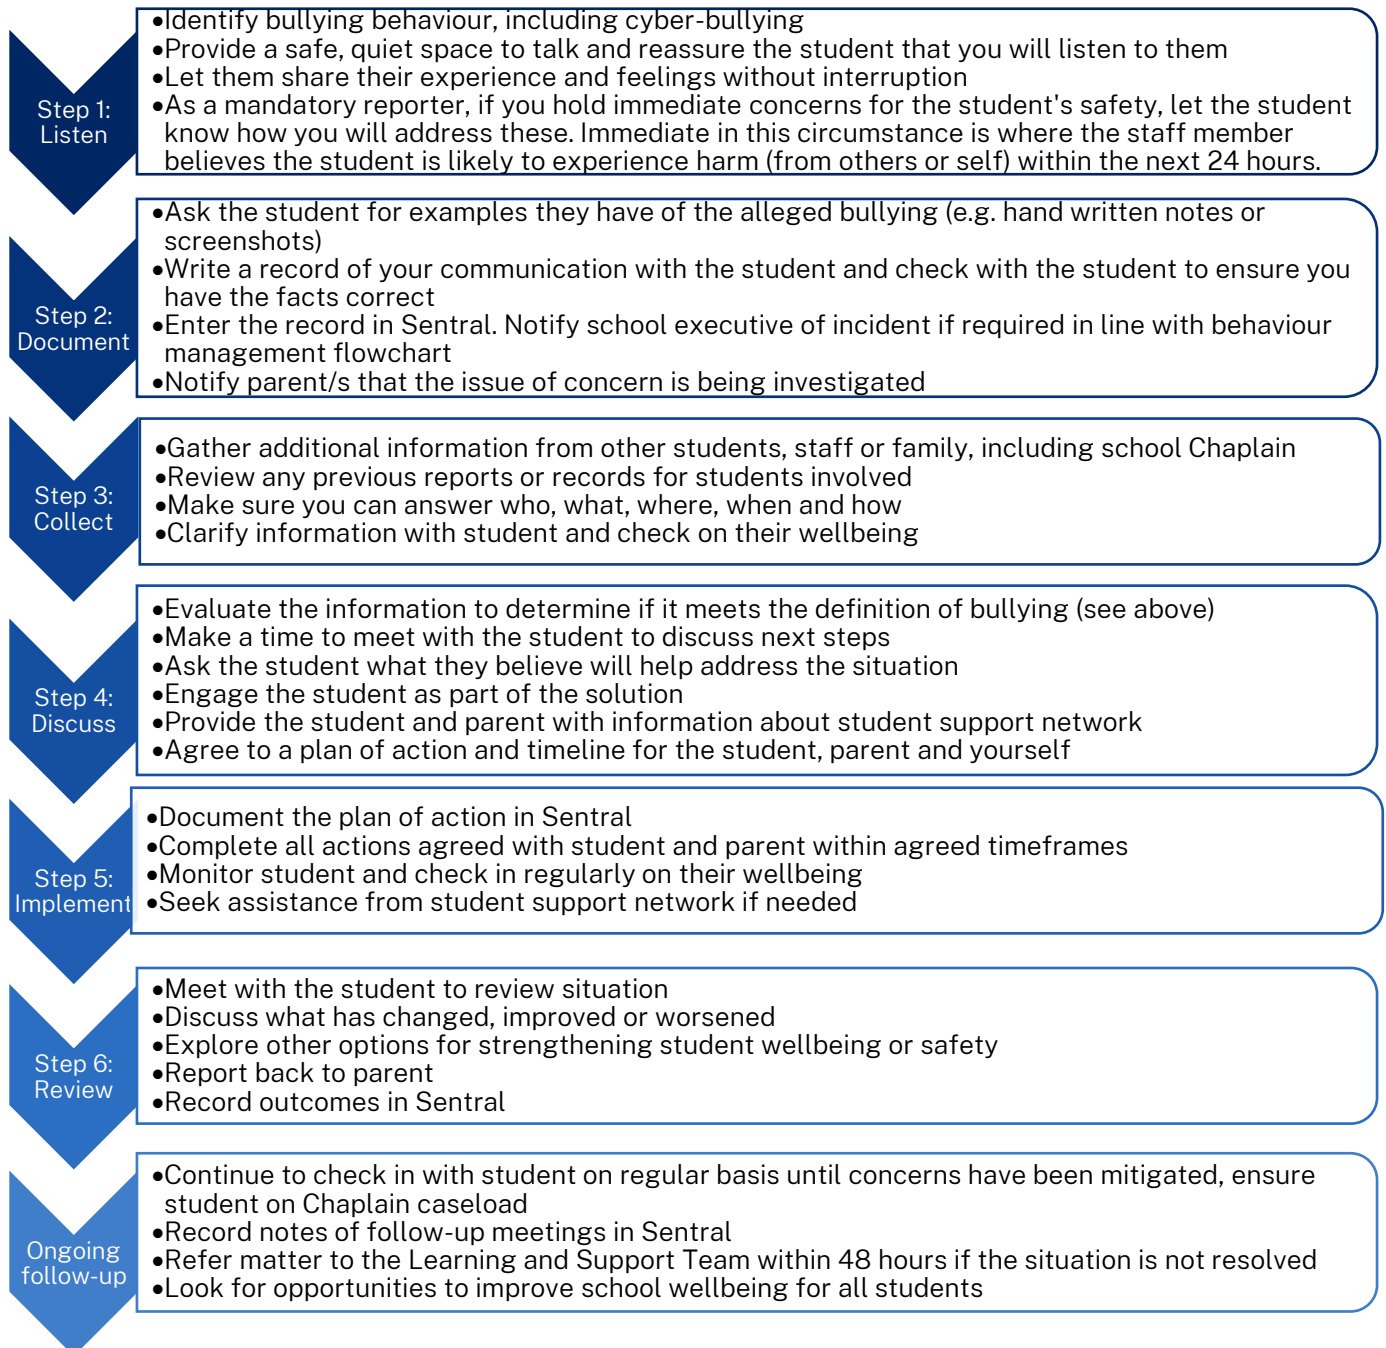 Step 1:
Listen
•Identify bullying behaviour, including cyber-bullying
•Provide a safe, quiet space to talk and reassure the student that you will listen to them
•Let them share their experience and feelings without interruption
•As a mandatory reporter, if you hold immediate concerns for the student's safety, let the student
know how you will address these. Immediate in this circumstance is where the staff member
believes the student is likely to experience harm (from others or self) within the next 24 hours.
Step 2:
Document
•Ask the student for examples they have of the alleged bullying (e.g. hand written notes or
screenshots)
•Write a record of your communication with the student and check with the student to ensure you
have the facts correct
•Enter the record in Sentral. Notify school executive of incident if required in line with behaviour
management flowchart
•Notify parent/s that the issue of concern is being investigated
Step 3:
Collect
•Gather additional information from other students, staff or family, including school Chaplain
•Review any previous reports or records for students involved
•Make sure you can answer who, what, where, when and how
•Clarify information with student and check on their wellbeing
Step 4:
Discuss
•Evaluate the information to determine if it meets the definition of bullying (see above)
•Make a time to meet with the student to discuss next steps
•Ask the student what they believe will help address the situation
•Engage the student as part of the solution
•Provide the student and parent with information about student support network
•Agree to a plan of action and timeline for the student, parent and yourself
Step 5:
Implement
•Document the plan of action in Sentral
•Complete all actions agreed with student and parent within agreed timeframes
•Monitor student and check in regularly on their wellbeing
•Seek assistance from student support network if needed
Step 6:
Review
•Meet with the student to review situation
•Discuss what has changed, improved or worsened
•Explore other options for strengthening student wellbeing or safety
•Report back to parent
•Record outcomes in Sentral
Ongoing
follow-up
•Continue to check in with student on regular basis until concerns have been mitigated, ensure
student on Chaplain caseload
•Record notes of follow-up meetings in Sentral
•Refer matter to the Learning and Support Team within 48 hours if the situation is not resolved
•Look for opportunities to improve school wellbeing for all students